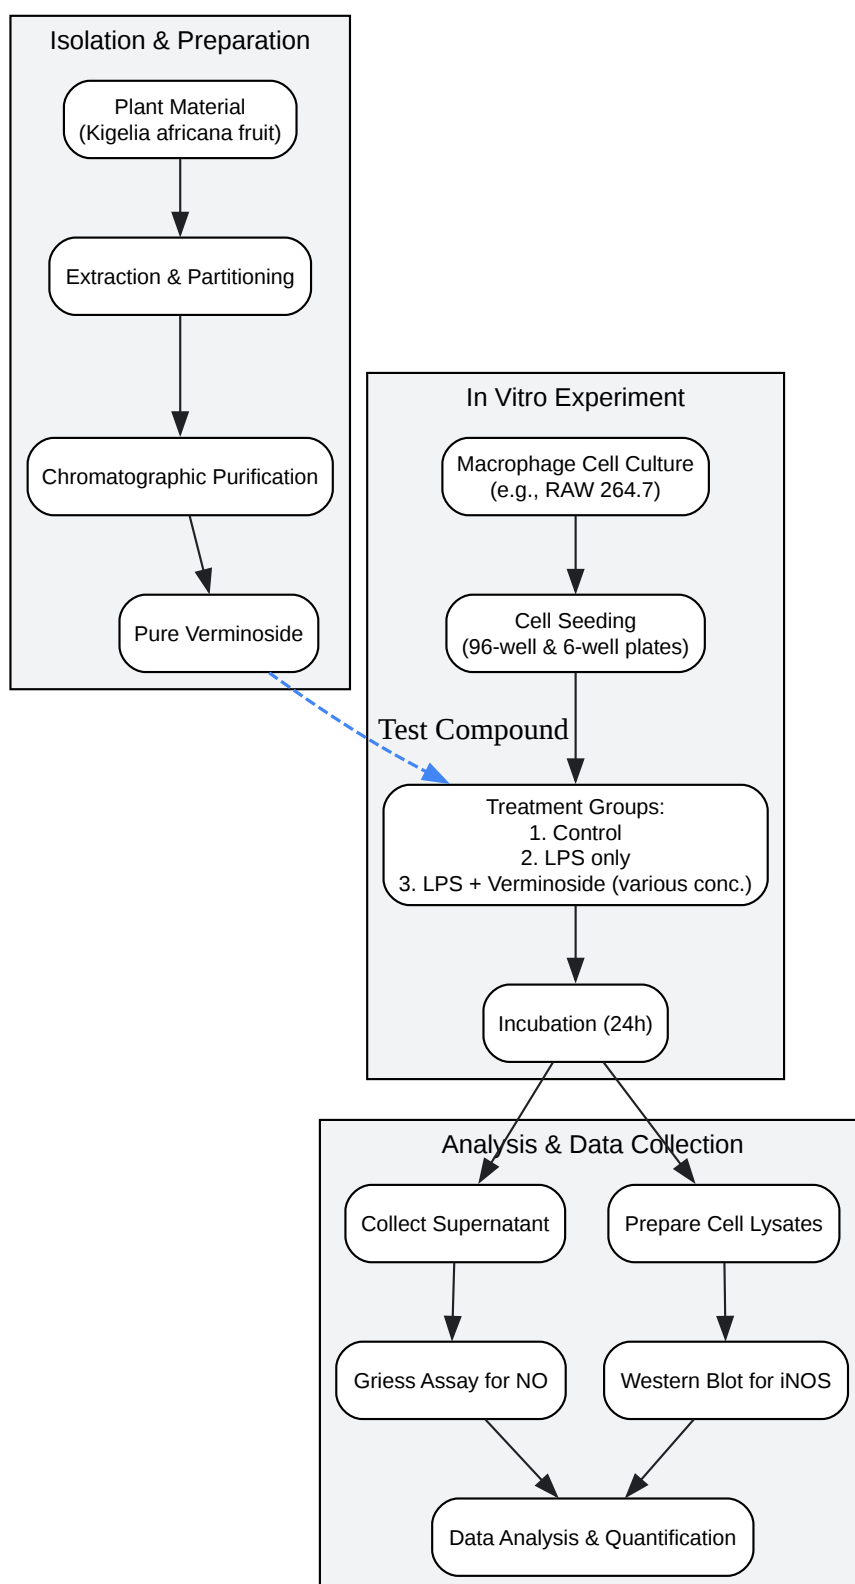 Isolation & Preparation
Plant Material
(Kigelia africana fruit)
Extraction & Partitioning
Chromatographic Purification
Pure Verminoside
In Vitro Experiment
Macrophage Cell Culture
(e.g., RAW 264.7)
Cell Seeding
(96-well & 6-well plates)
Test Compound
Treatment Groups:
1. Control
2. LPS only
3. LPS + Verminoside (various conc.)
Incubation (24h)
Analysis & Data Collection
Collect Supernatant
Prepare Cell Lysates
Griess Assay for NO
Western Blot for iNOS
Data Analysis & Quantification